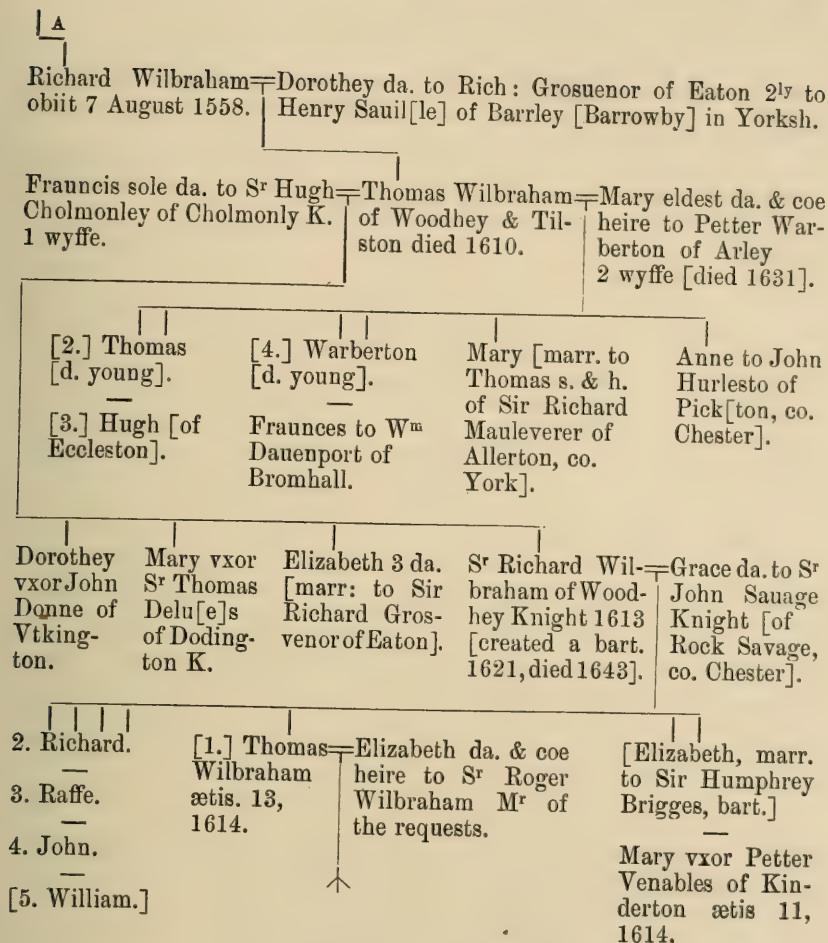 A
Richard Wilbraham
obiit 7 August 1558.
Dorothey da. to Rich: Grosuenor of Eaton 2ly to
Henry Sauil[le] of Barrley [Barrowby] in Yorksh.
Frauncis sole da. to Sr Hugh
Cholmonley of Cholmonly K.
1 wyffe.
Thomas Wilbraham
of Woodhey & Til-
ston died 1610.
Mary eldest da. & coe
heire to Petter War-
berton of Arley
2 wyffe [died 1631].
[2.] Thomas
[d. young].
—
[3.] Hugh [of
Eccleston].
[4.] Warberton
[d. young].
—
Fraunces to Wm
Dauenport of
Bromhall.
Mary [marr. to
Thomas s. & h.
of Sir Richard
Mauleverer of
Allerton, co.
York].
Anne to John
Hurlesto of
Pick[ton, co.
Chester].
Dorothey
vxor John
Donne of
Vtking-
ton.
Mary vxor
Sr Thomas
Delu[e]s
of Doding-
ton K.
Elizabeth 3 da.
[marr: to Sir
Richard Gros-
venor of Eaton].
Sr Richard Wil-
braham of Wood-
hey Knight 1613
[created a bart.
1621, died 1643].
Grace da. to Sr
John Sauage
Knight [of
Rock Savage,
co. Chester].
2. Richard.
—
3. Raffe.
—
4. John.
—
[5. William.]
[1.] Thomas
Wilbraham
ætis. 13,
1614.
Elizabeth da. & coe
heire to Sr Roger
Wilbraham Mr of
the requests.
[Elizabeth, marr.
to Sir Humphrey
Brigges, bart.]
—
Mary vxor Petter
Venables of Kin-
derton ætis 11,
1614.